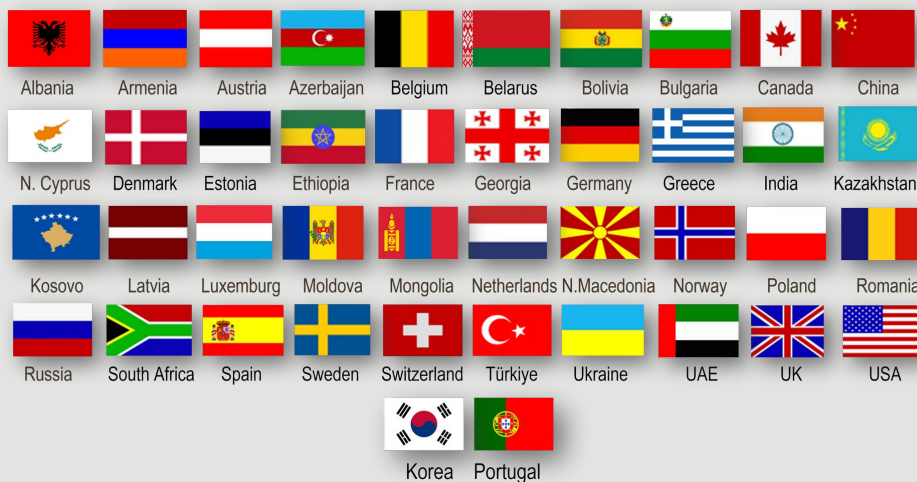 Albania Armenia Austria Azerbaijan Belgium Belarus Bolivia Bulgaria Canada China
N. Cyprus Denmark Estonia Ethiopia France Georgia Germany Greece India Kazakhstan
Kosovo Latvia Luxemburg Moldova Mongolia Netherlands N.Macedonia Norway Poland Romania
Russia South Africa Spain Sweden Switzerland Türkiye Ukraine UAE UK USA
Korea Portugal